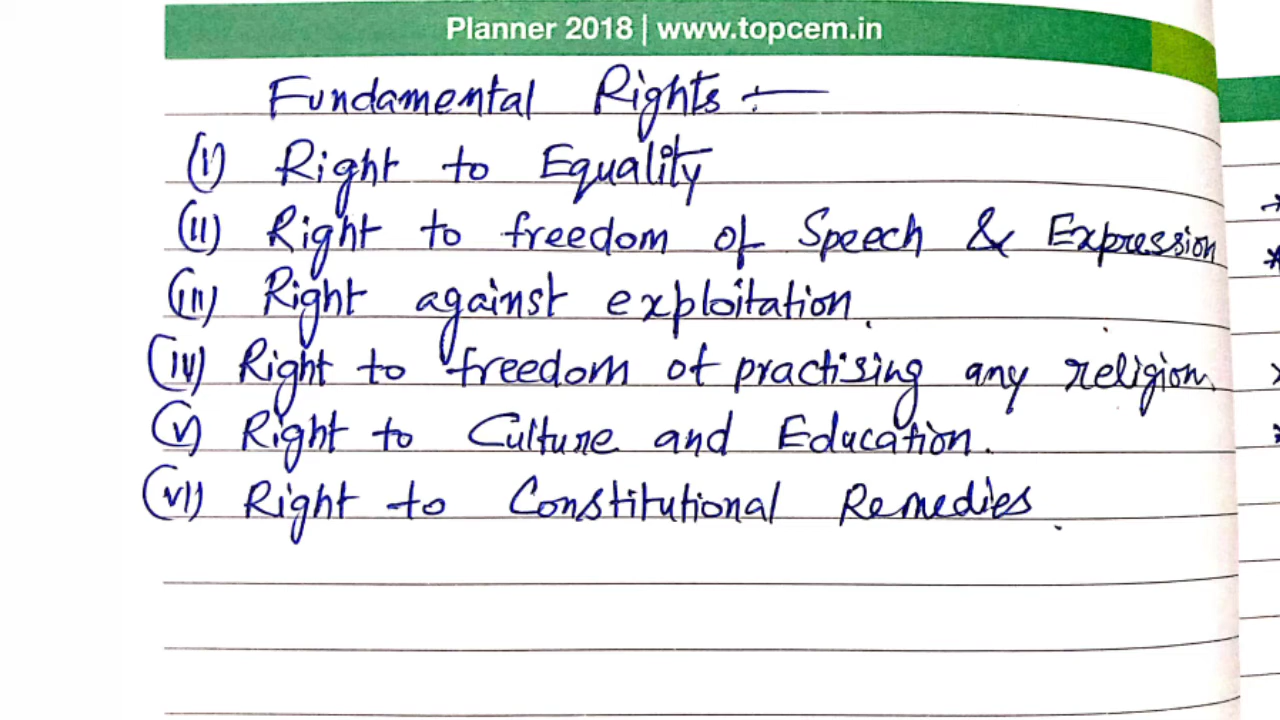 Planner 2018 | www.topcem.in
Fundamental Rights :-
(i) Right to Equality
(ii) Right to freedom of Speech & Expression
(iii) Right against exploitation.
(iv) Right to freedom of practising any religion.
(v) Right to Culture and Education.
(vi) Right to Constitutional Remedies.